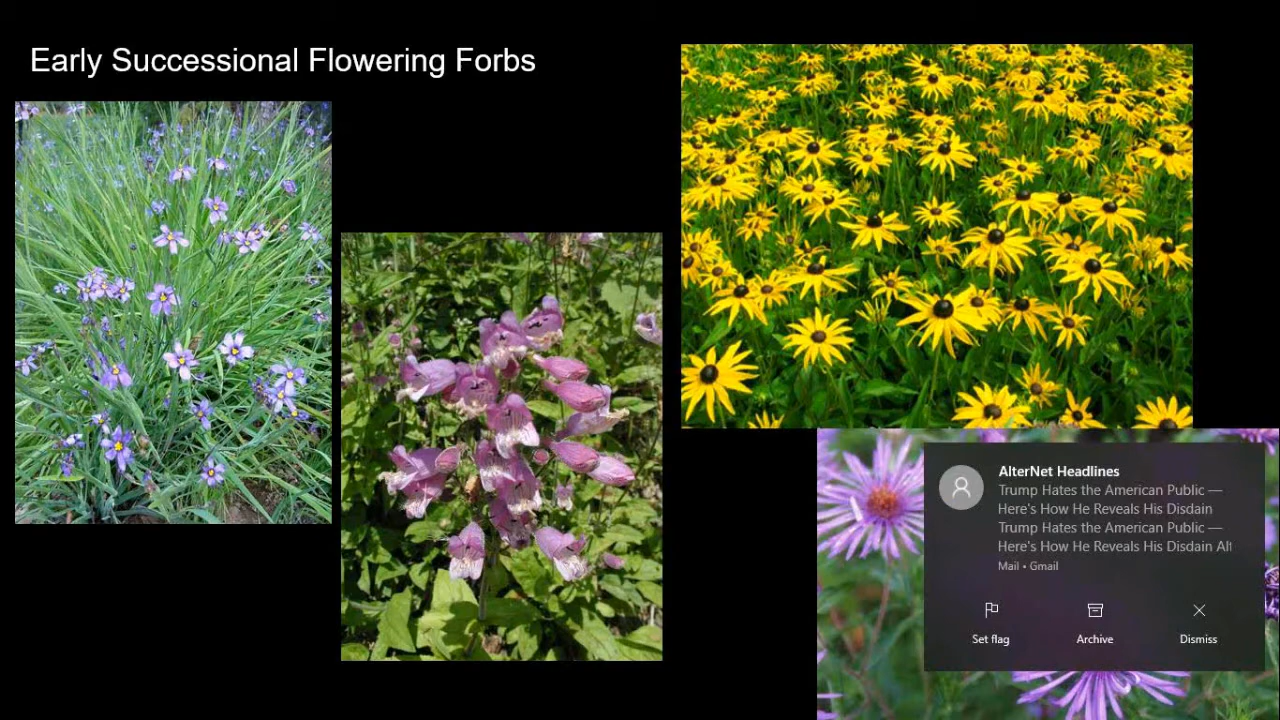 Early Successional Flowering Forbs
AlterNet Headlines
Trump Hates the American Public —
Here's How He Reveals His Disdain
Trump Hates the American Public —
Here's How He Reveals His Disdain Alt
Mail • Gmail
Set flag
Archive
Dismiss